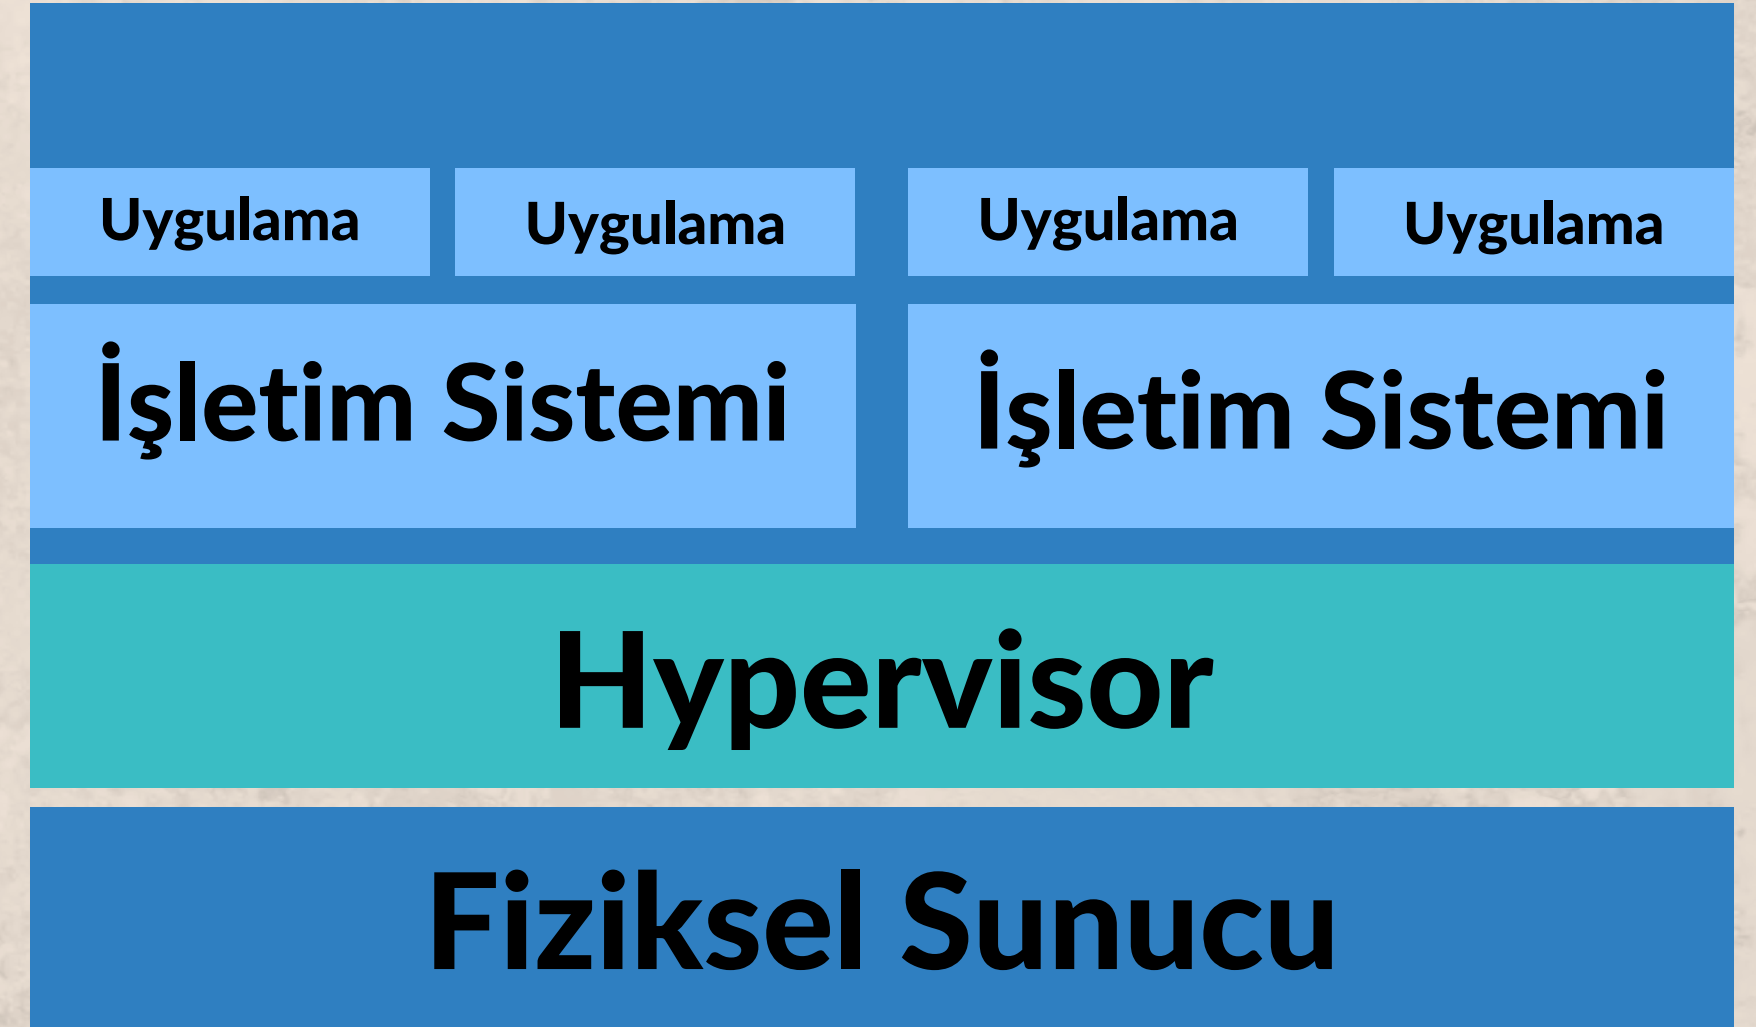 Uygulama
Uygulama
Uygulama
Uygulama
İşletim Sistemi
İşletim Sistemi
Hypervisor
Fiziksel Sunucu